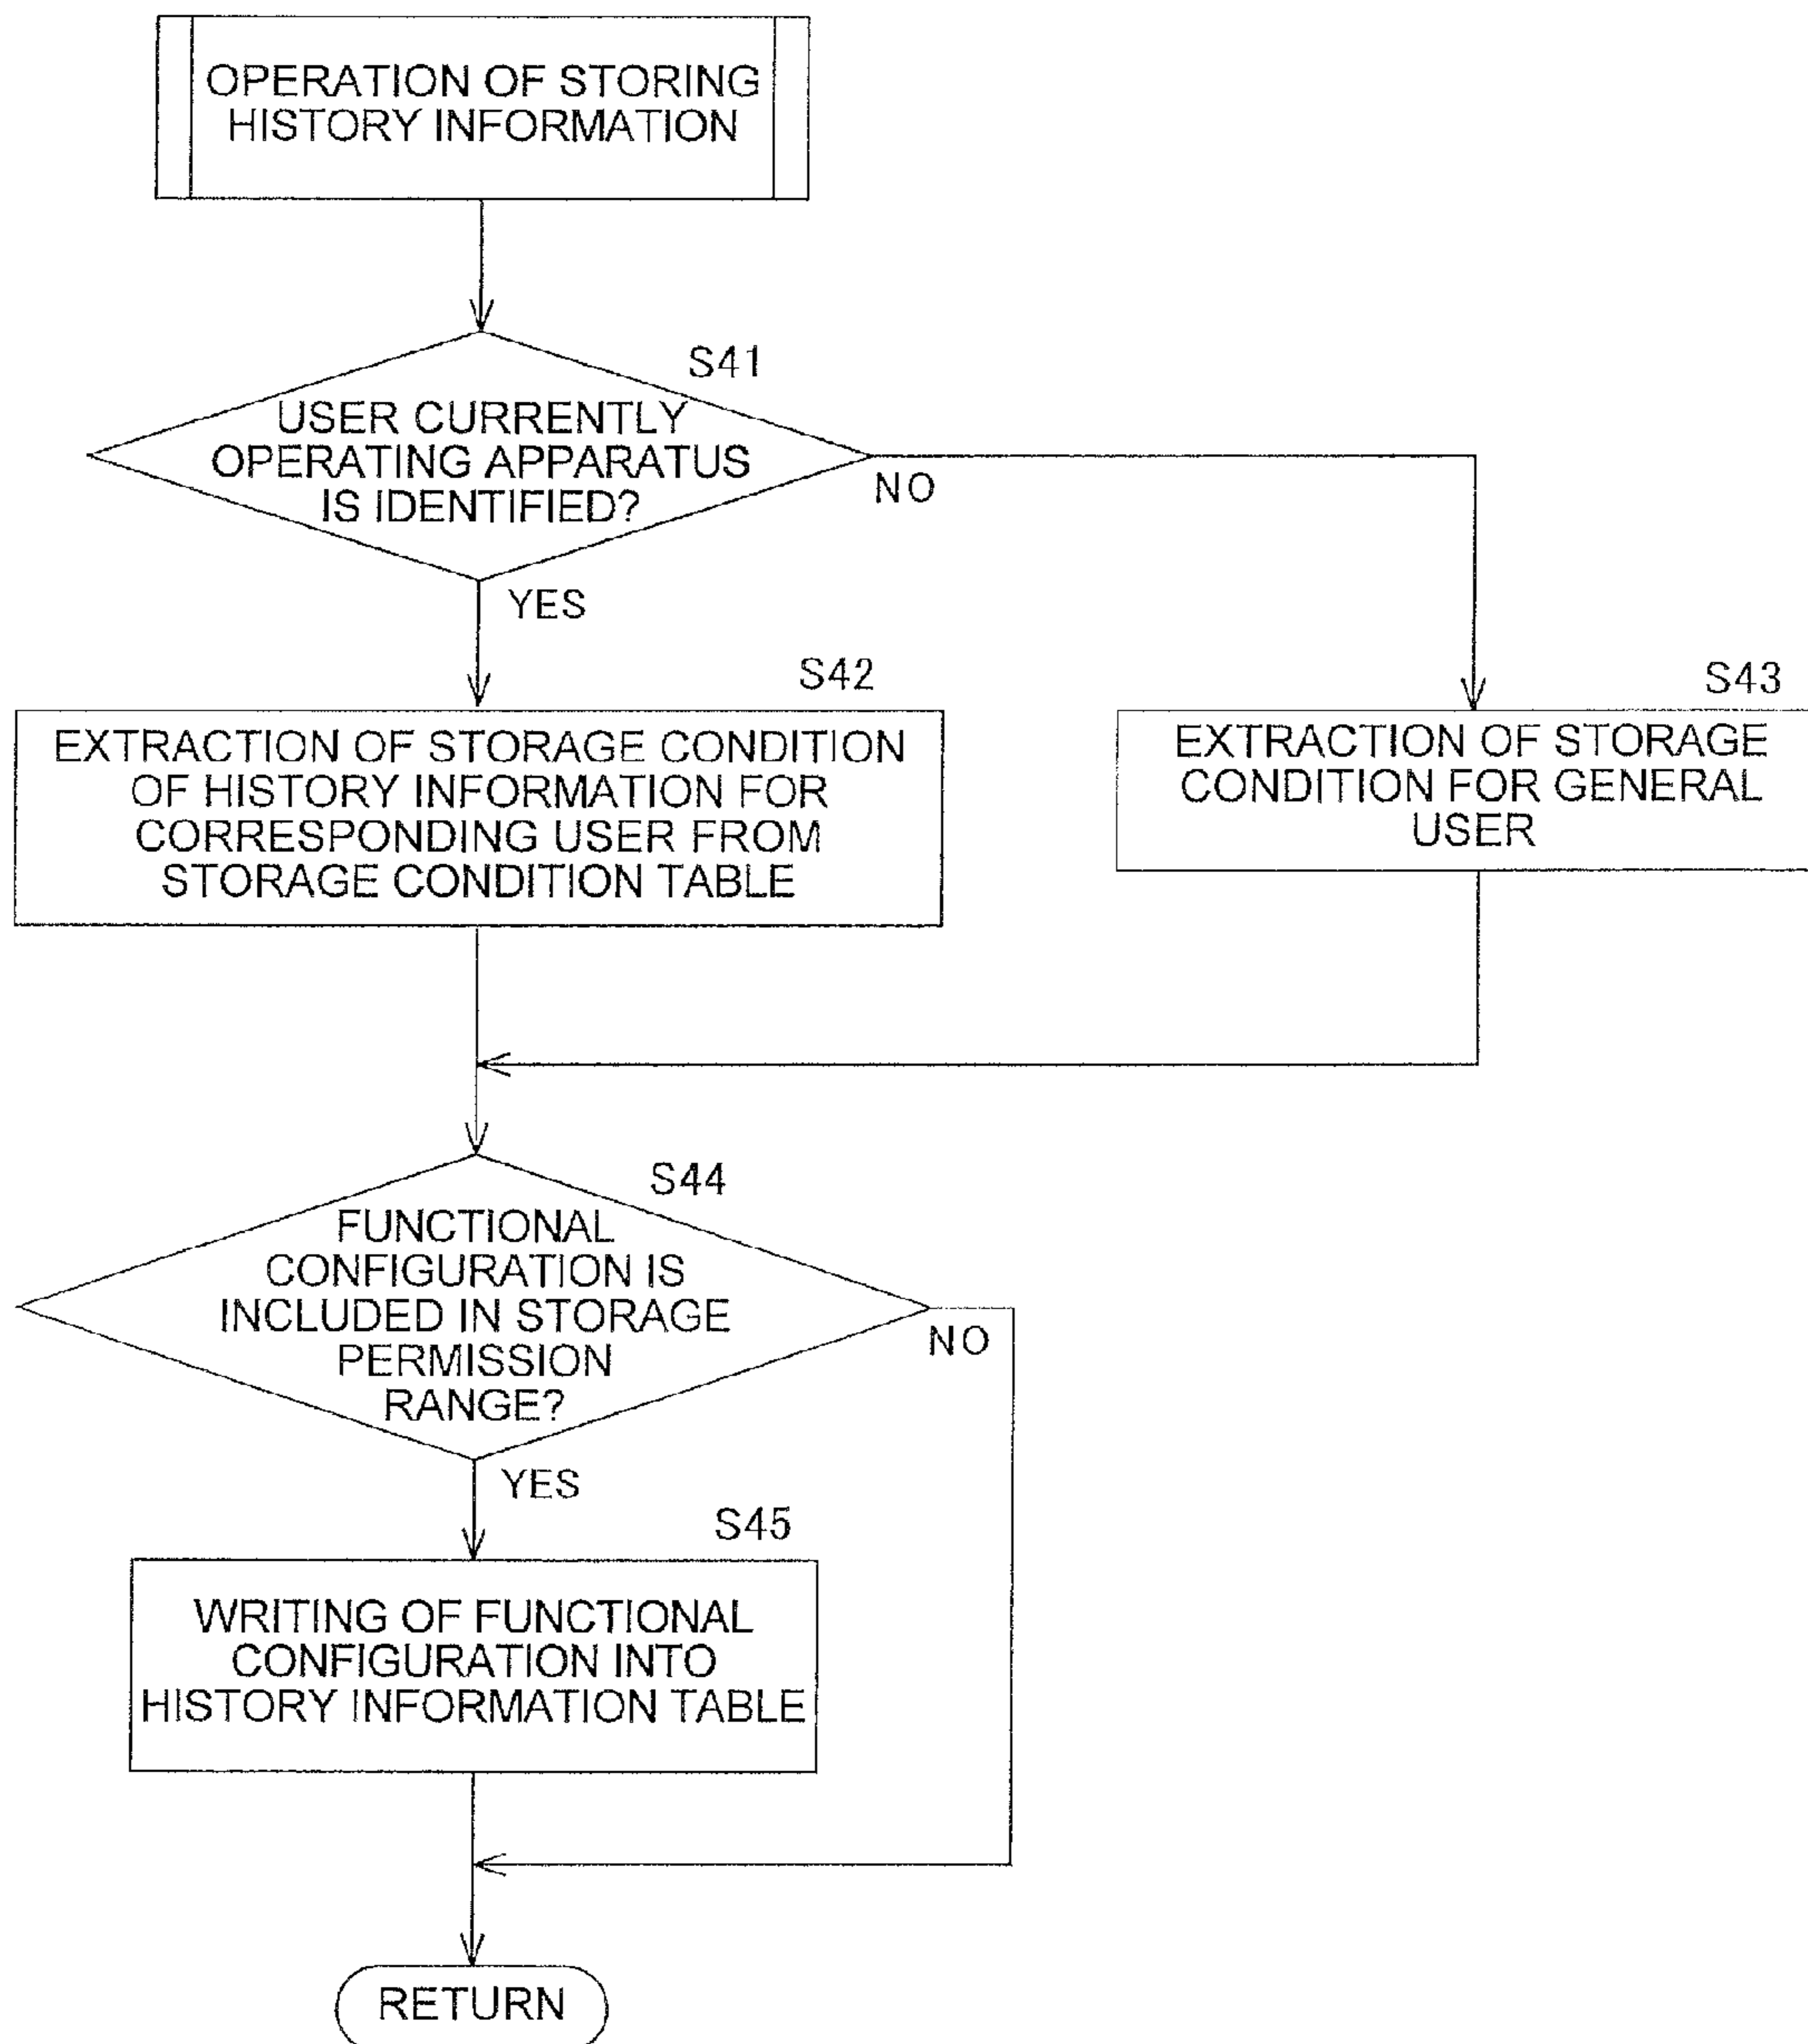 OPERATION OF STORING
HISTORY INFORMATION
S41
USER CURRENTLY
OPERATING APPARATUS
IS IDENTIFIED?
NO
YES
S42
EXTRACTION OF STORAGE CONDITION
OF HISTORY INFORMATION FOR
CORRESPONDING USER FROM
STORAGE CONDITION TABLE
S43
EXTRACTION OF STORAGE
CONDITION FOR GENERAL
USER
S44
FUNCTIONAL
CONFIGURATION IS
INCLUDED IN STORAGE
PERMISSION
RANGE?
NO
YES
S45
WRITING OF FUNCTIONAL
CONFIGURATION INTO
HISTORY INFORMATION TABLE
RETURN